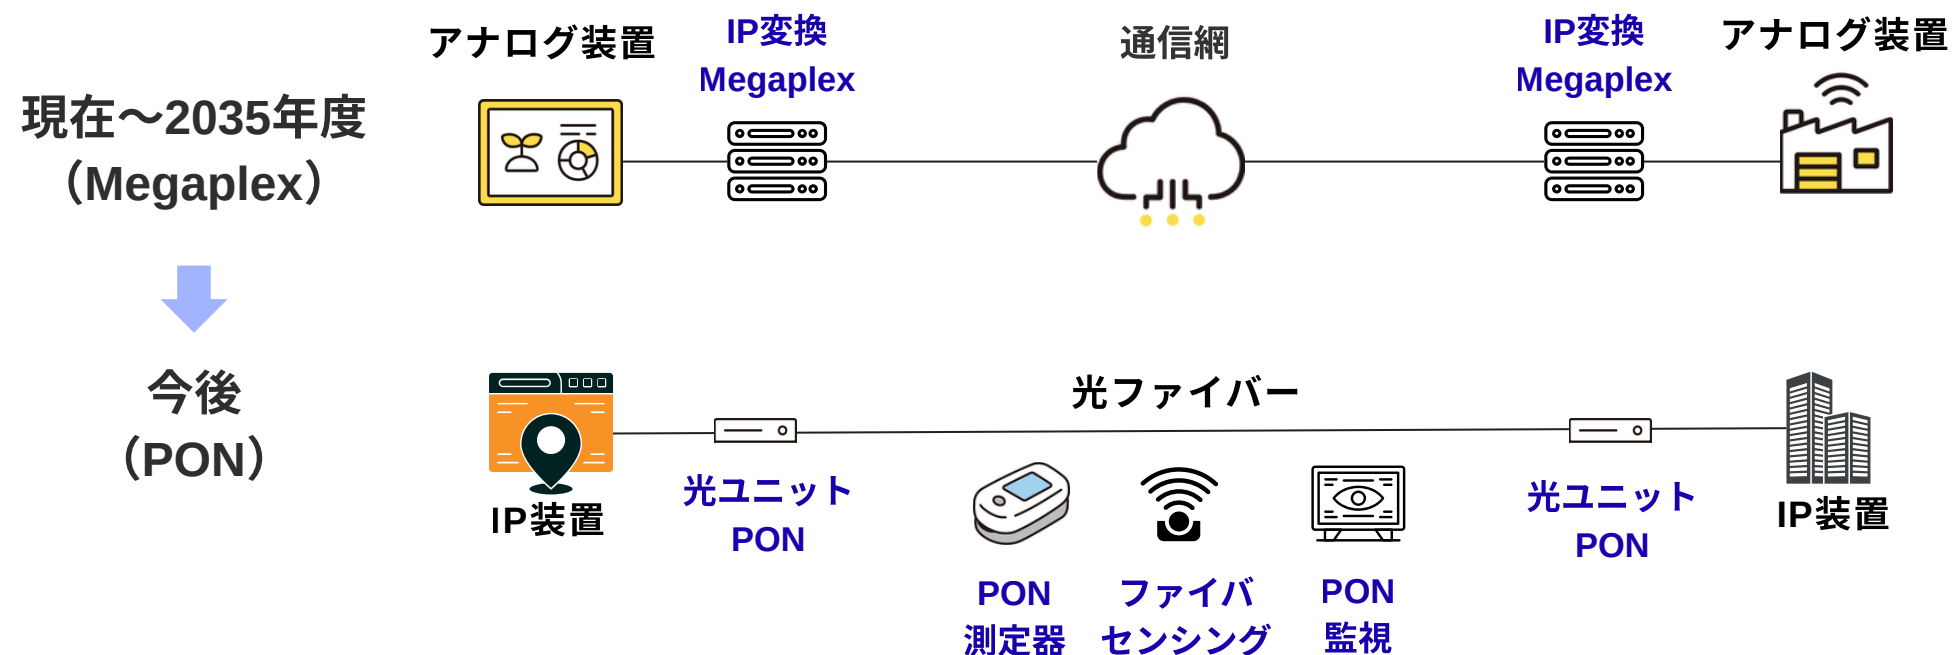 現在～2035年度
（Megaplex）
アナログ装置
IP変換
Megaplex
通信網
IP変換
Megaplex
アナログ装置
今後
（PON）
IP装置
光ユニット
PON
光ファイバー
PON
測定器
ファイバ
センシング
PON
監視
光ユニット
PON
IP装置